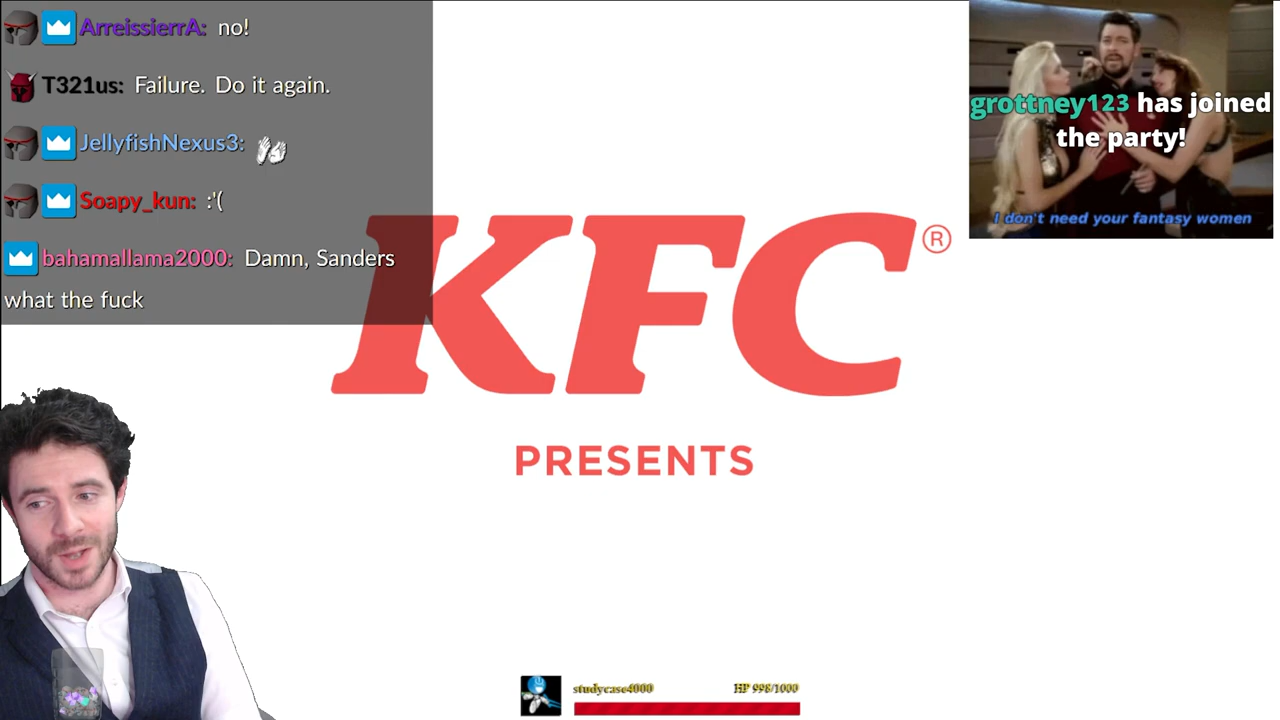 ArreissierrA: no!
T321us: Failure. Do it again.
JellyfishNexus3:
Soapy_kun: :'(
bahamallama2000: Damn, Sanders
what the fuck
grottney123 has joined
the party!
I don't need your fantasy women
KFC®
PRESENTS
studycase4000 HP 998/1000